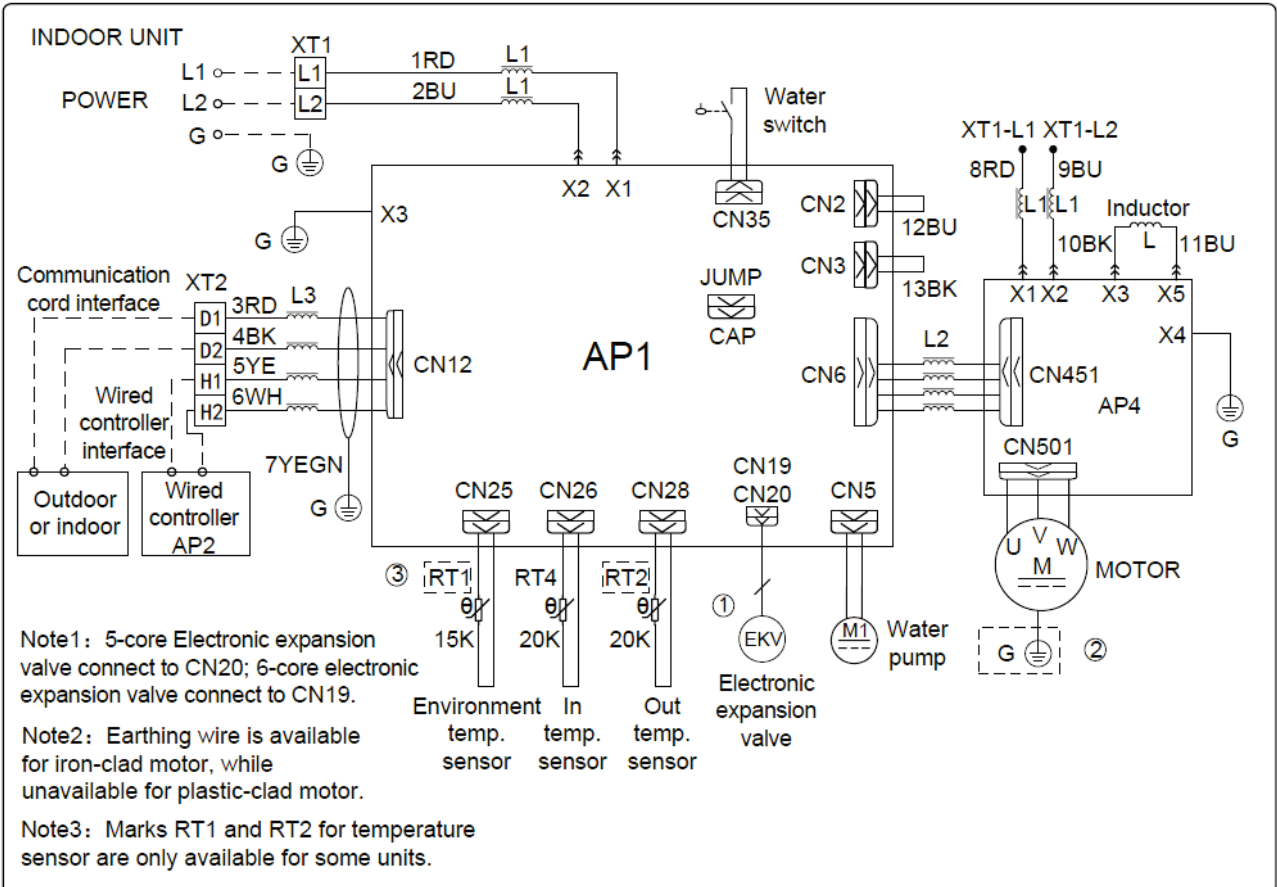 INDOOR UNIT
XT1
L1
L1
1RD
L1
POWER
L2
L2
2BU
L1
G
G
Water
switch
XT1-L1
XT1-L2
8RD
9BU
L1
L1
Inductor
10BK
L
11BU
X2
X1
CN35
CN2
12BU
X3
G
CN3
13BK
X1
X2
X3
X5
X4
Communication
cord interface
XT2
D1
3RD
L3
D2
4BK
H1
5YE
H2
6WH
CN12
JUMP
CAP
AP1
CN6
L2
CN451
AP4
G
Wired
controller
interface
7YEGN
G
Outdoor
or indoor
Wired
controller
AP2
CN25
CN26
CN28
CN19
CN20
CN5
CN501
U
V
W
M
MOTOR
G
②
③
RT1
RT4
RT2
θ
θ
θ
15K
20K
20K
①
EKV
M1
Water
pump
Environment
temp.
sensor
In
temp.
sensor
Out
temp.
sensor
Electronic
expansion
valve
Note1：5-core Electronic expansion
valve connect to CN20; 6-core electronic
expansion valve connect to CN19.
Note2：Earthing wire is available
for iron-clad motor, while
unavailable for plastic-clad motor.
Note3：Marks RT1 and RT2 for temperature
sensor are only available for some units.